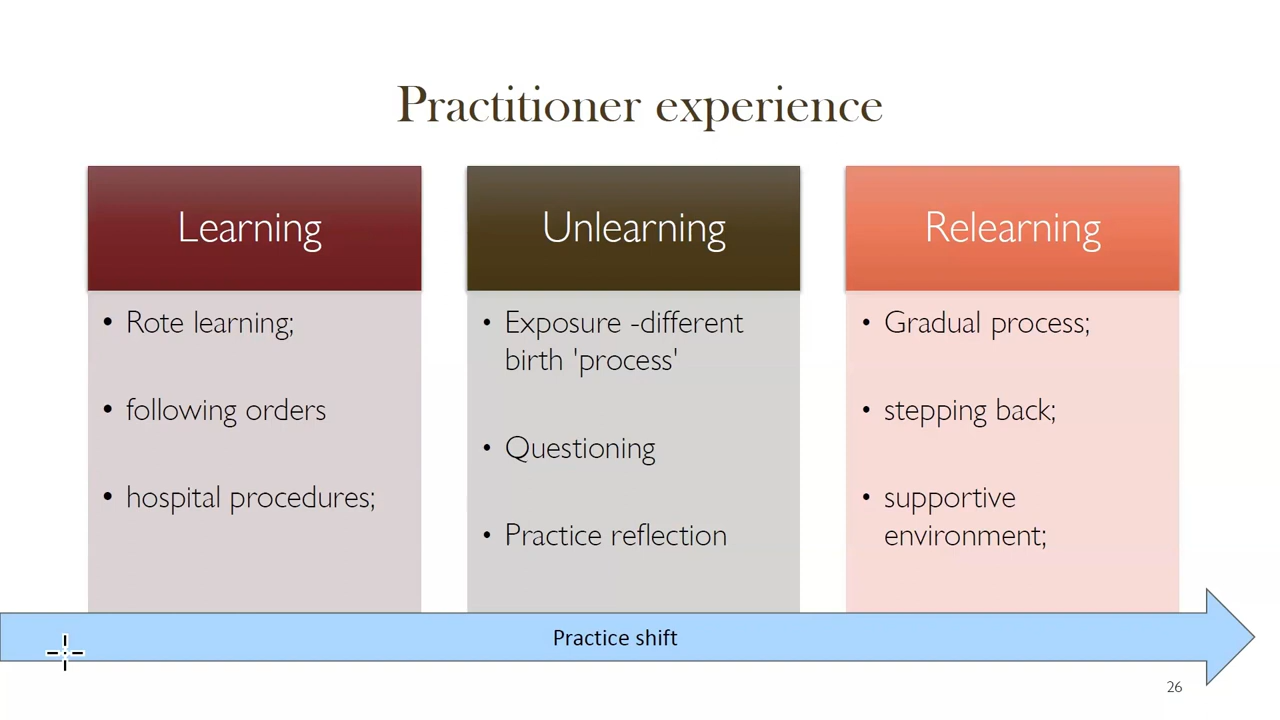 Practitioner experience
Learning
• Rote learning;
• following orders
• hospital procedures;
Unlearning
• Exposure -different
birth 'process'
• Questioning
• Practice reflection
Relearning
• Gradual process;
• stepping back;
• supportive
environment;
Practice shift
26